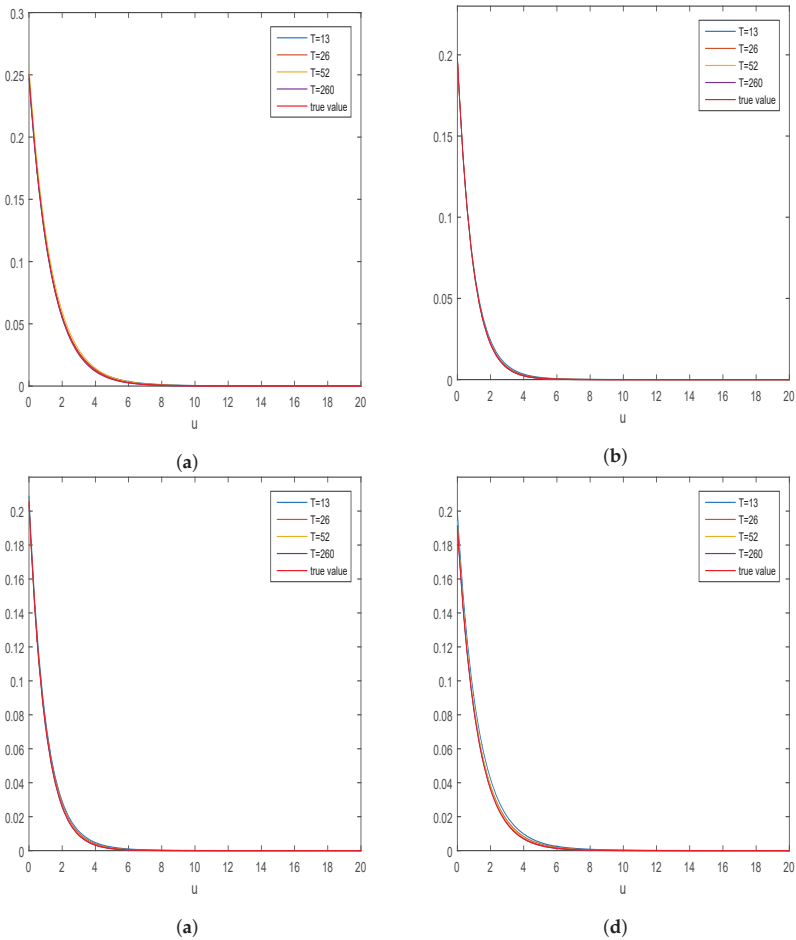 0.3
0.25
0.2
0.15
0.1
0.05
0
0 2 4 6 8 10 12 14 16 18 20
u
T=13
T=26
T=52
T=260
true value
(a)
0.2
0.15
0.1
0.05
0
0 2 4 6 8 10 12 14 16 18 20
u
T=13
T=26
T=52
T=260
true value
(b)
0.2
0.18
0.16
0.14
0.12
0.1
0.08
0.06
0.04
0.02
0
0 2 4 6 8 10 12 14 16 18 20
u
T=13
T=26
T=52
T=260
true value
(a)
0.2
0.18
0.16
0.14
0.12
0.1
0.08
0.06
0.04
0.02
0
0 2 4 6 8 10 12 14 16 18 20
u
T=13
T=26
T=52
T=260
true value
(d)